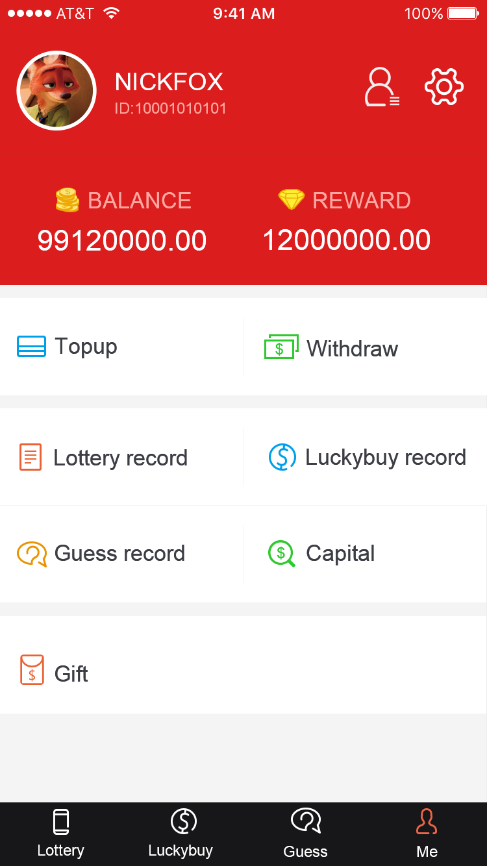 AT&T 9:41 AM 100%
NICKFOX
ID:10001010101
BALANCE REWARD
99120000.00 12000000.00
Topup Withdraw
Lottery record Luckybuy record
Guess record Capital
Gift
Lottery Luckybuy Guess Me